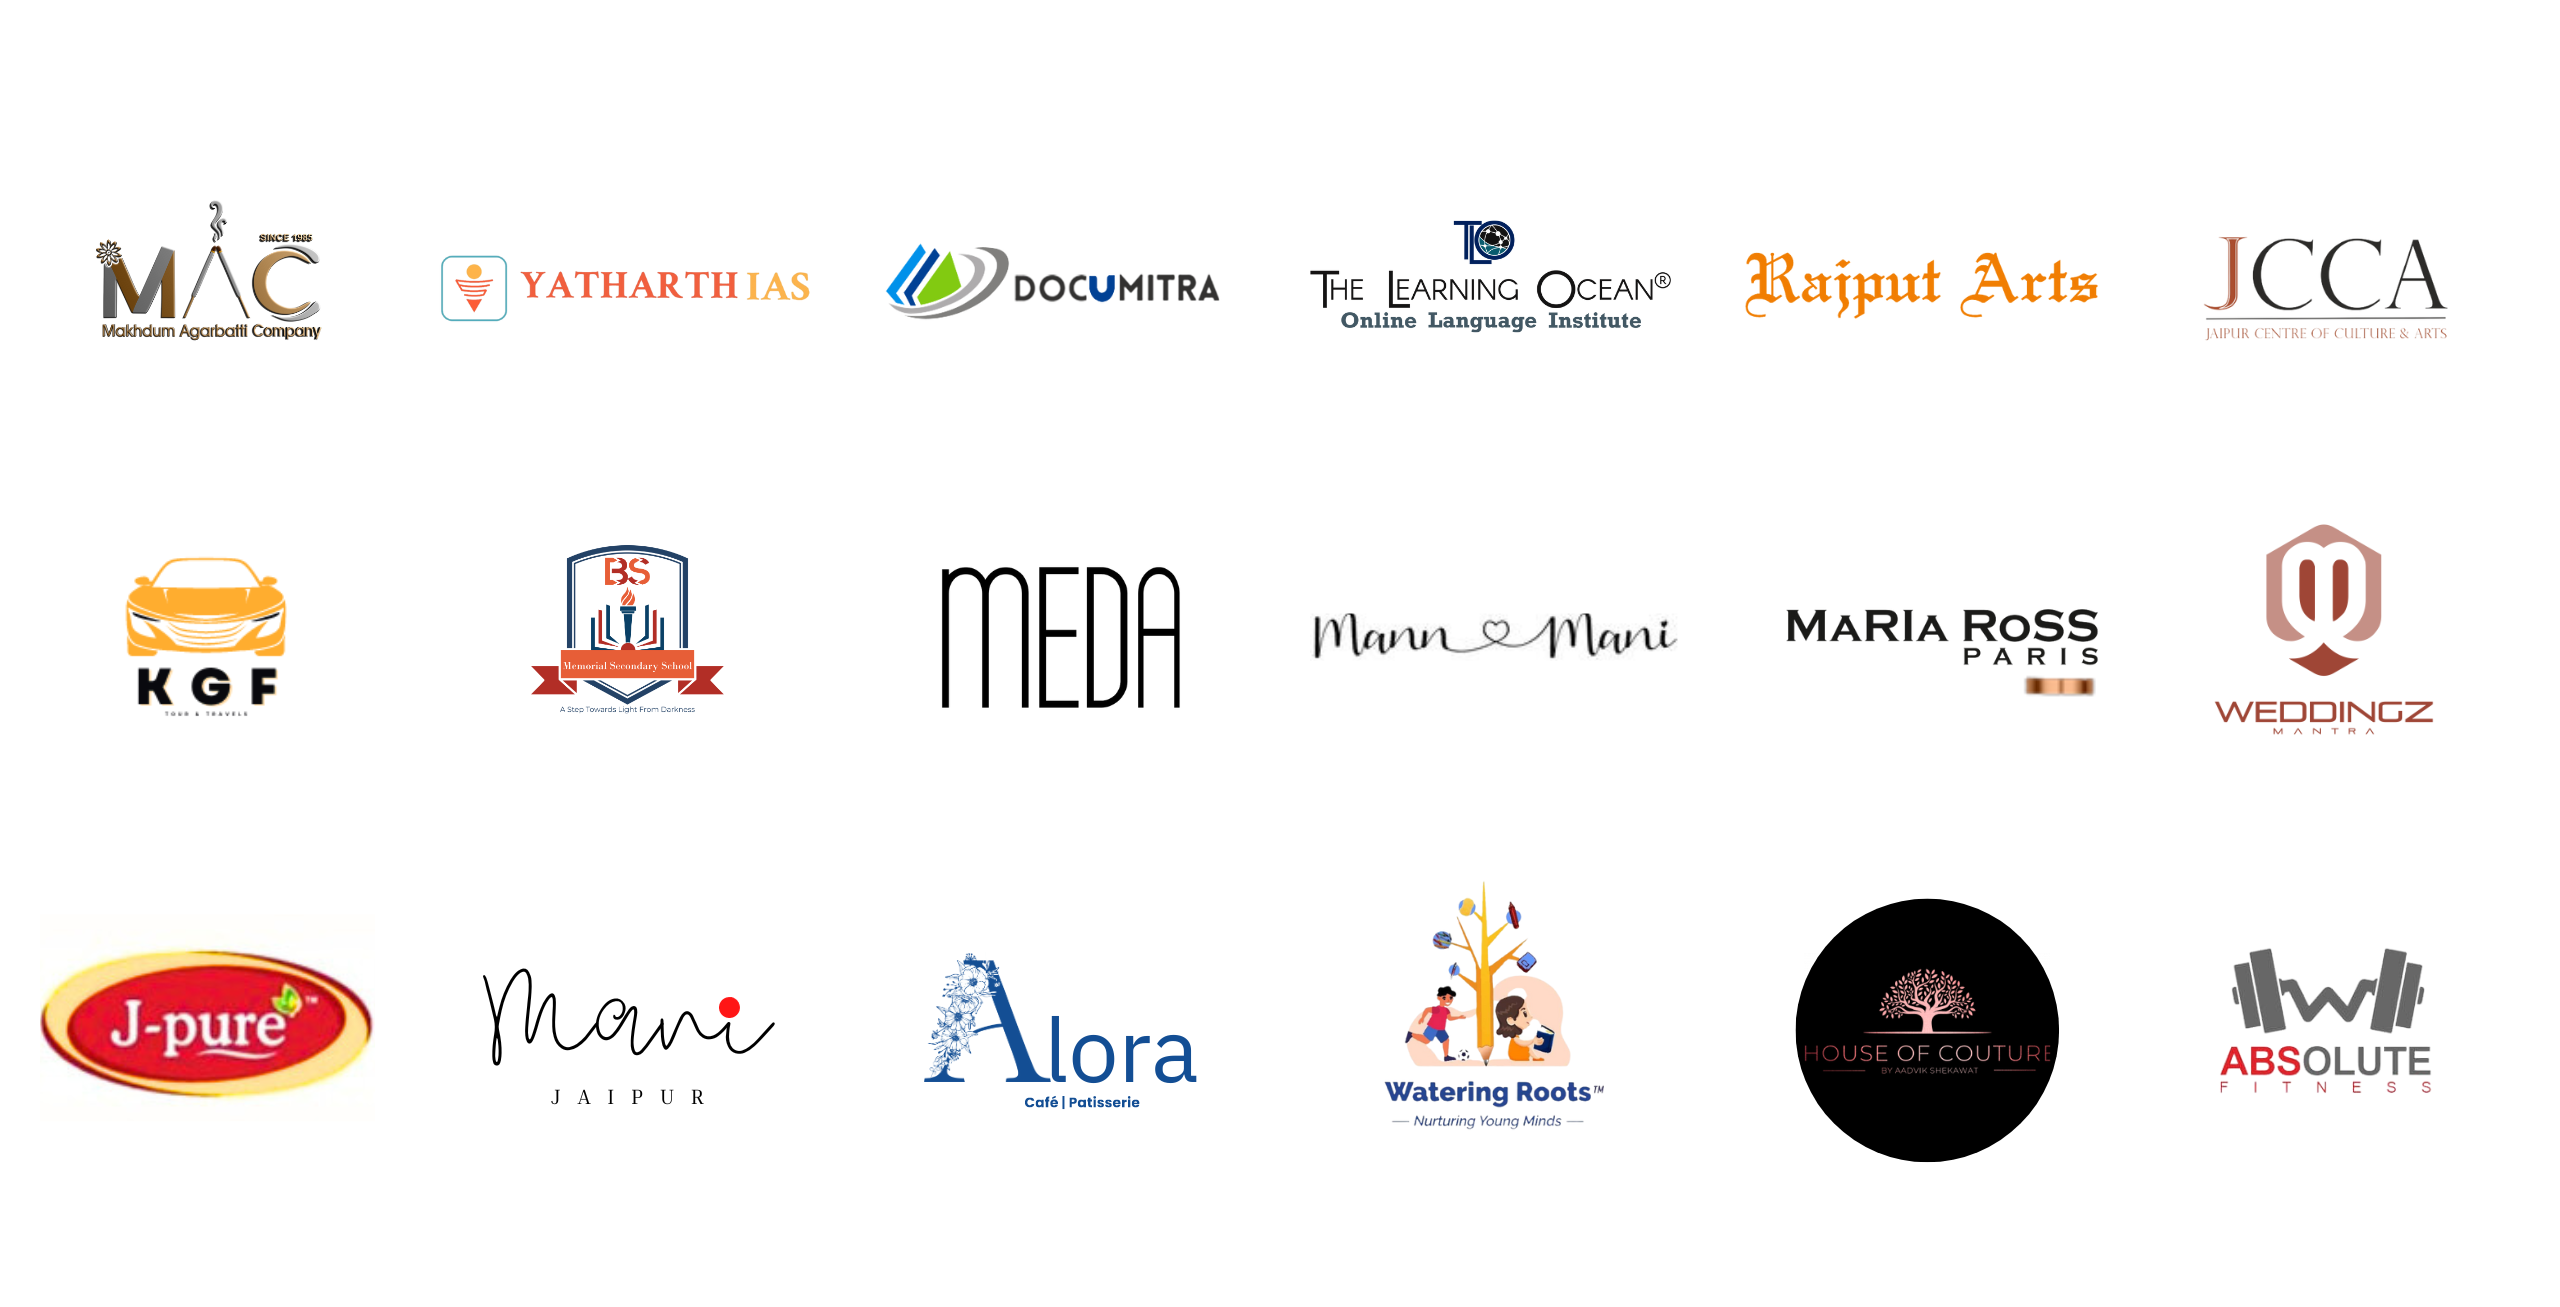 SINCE 1985
MAC
Makhdum Agarbatti Company
YATHARTH IAS
DOCUMITRA
TLO
THE LEARNING OCEAN®
Online Language Institute
Rajput Arts
JCCA
JAIPUR CENTRE OF CULTURE & ARTS
KGF
TOUR & TRAVELS
BS
Memorial Secondary School
A Step Towards Light From Darkness
MEDA
Mann Mani
MARIA ROSS
PARIS
WEDDINGZ
MANTRA
J-pure™
mani
JAIPUR
Alora
Café | Patisserie
Watering Roots™
Nurturing Young Minds
HOUSE OF COUTURE
BY AADVIK SHEKAWAT
ABSOLUTE
FITNESS